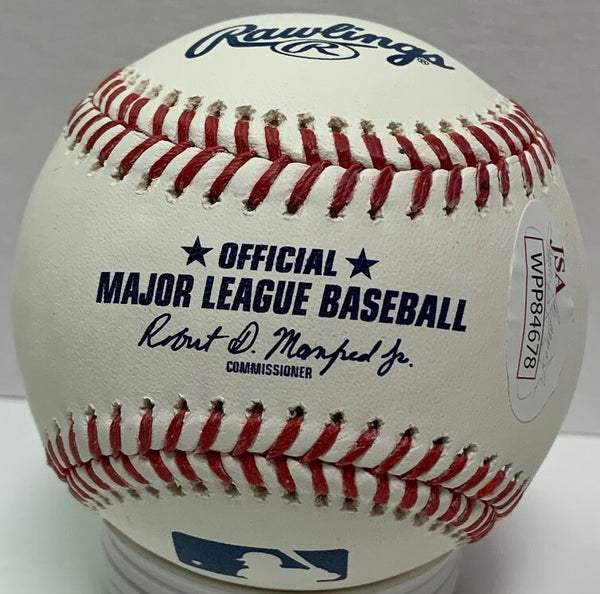 Rawlings
R ®
OFFICIAL
MAJOR LEAGUE BASEBALL
Robert D. Manfred Jr.
COMMISSIONER
JSA
WPP84678